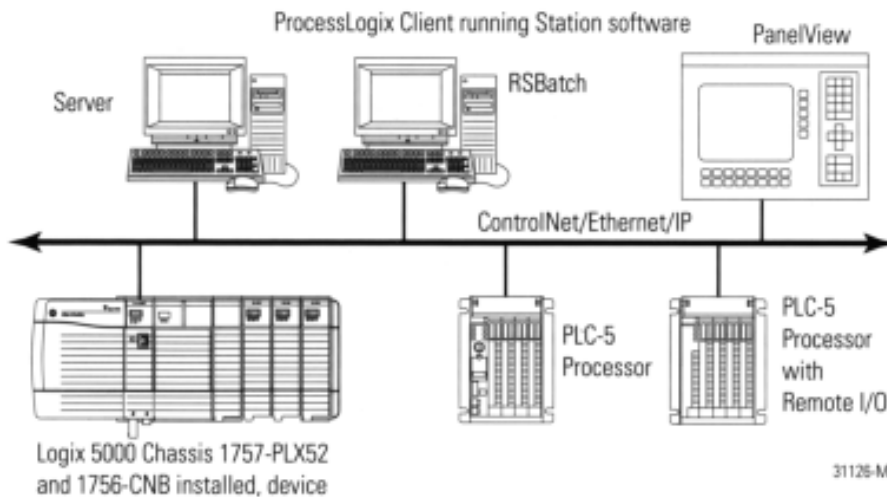 ProcessLogix Client running Station software
PanelView
Server
RSBatch
ControlNet/Ethernet/IP
PLC-5
Processor
PLC-5
Processor
with
Remote I/O
Logix 5000 Chassis 1757-PLX52
and 1756-CNB installed, device
31126-M